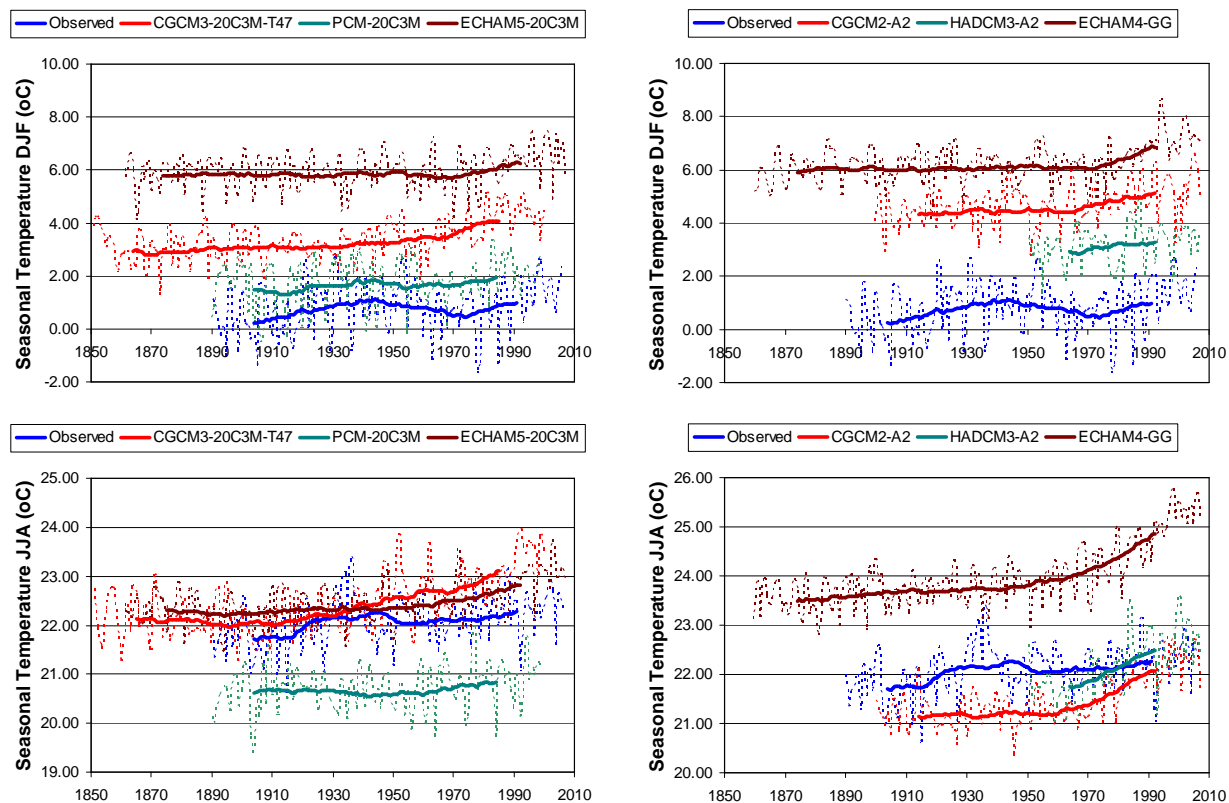 Observed CGCM3-20C3M-T47 PCM-20C3M ECHAM5-20C3M
Seasonal Temperature DJF (oC)
10.00
8.00
6.00
4.00
2.00
0.00
-2.00
1850 1870 1890 1910 1930 1950 1970 1990 2010
Observed CGCM2-A2 HADCM3-A2 ECHAM4-GG
Seasonal Temperature DJF (oC)
10.00
8.00
6.00
4.00
2.00
0.00
-2.00
1850 1870 1890 1910 1930 1950 1970 1990 2010
Observed CGCM3-20C3M-T47 PCM-20C3M ECHAM5-20C3M
Seasonal Temperature JJA (oC)
25.00
24.00
23.00
22.00
21.00
20.00
19.00
1850 1870 1890 1910 1930 1950 1970 1990 2010
Observed CGCM2-A2 HADCM3-A2 ECHAM4-GG
Seasonal Temperature JJA (oC)
26.00
25.00
24.00
23.00
22.00
21.00
20.00
1850 1870 1890 1910 1930 1950 1970 1990 2010